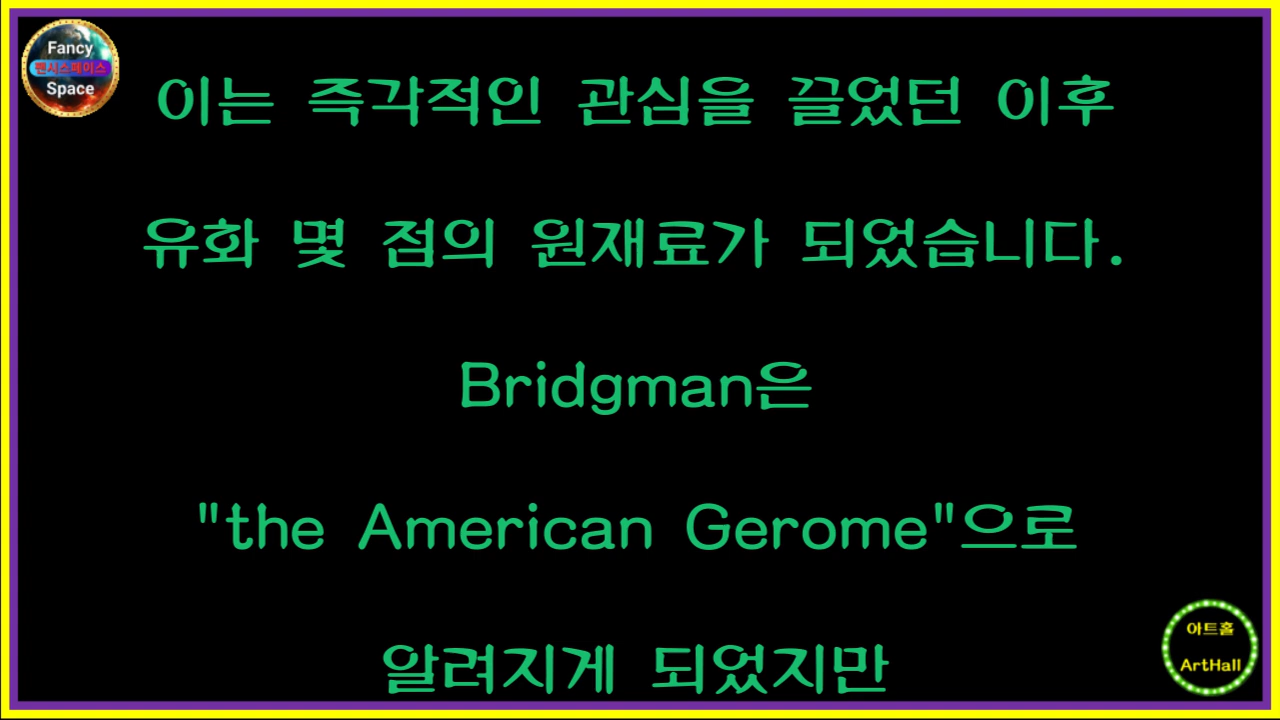 Fancy
팬시스페이스
Space
이는 즉각적인 관심을 끌었던 이후
유화 몇 점의 원재료가 되었습니다.
Bridgman은
"the American Gerome"으로
알려지게 되었지만
아트홀
ArtHall